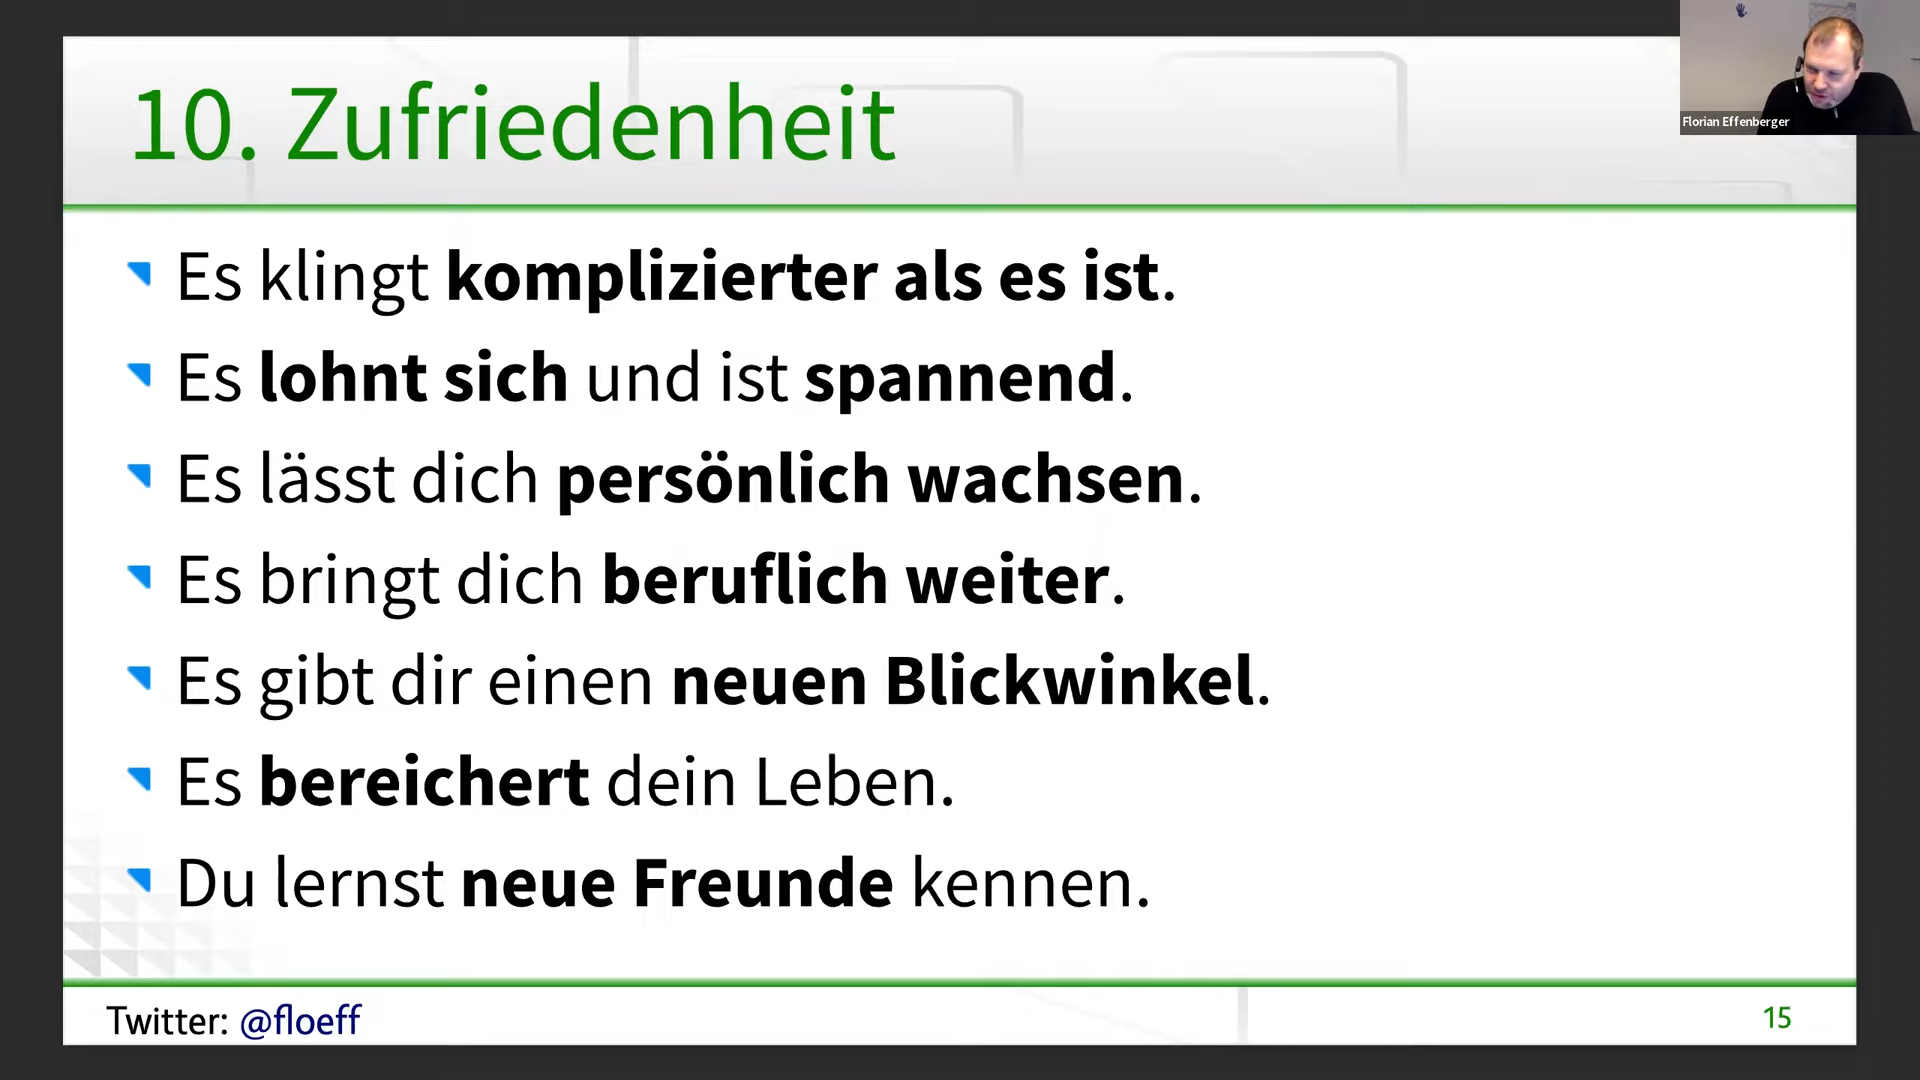 10. Zufriedenheit
Florian Effenberger
Es klingt komplizierter als es ist.
Es lohnt sich und ist spannend.
Es lässt dich persönlich wachsen.
Es bringt dich beruflich weiter.
Es gibt dir einen neuen Blickwinkel.
Es bereichert dein Leben.
Du lernst neue Freunde kennen.
Twitter: @floeff
15